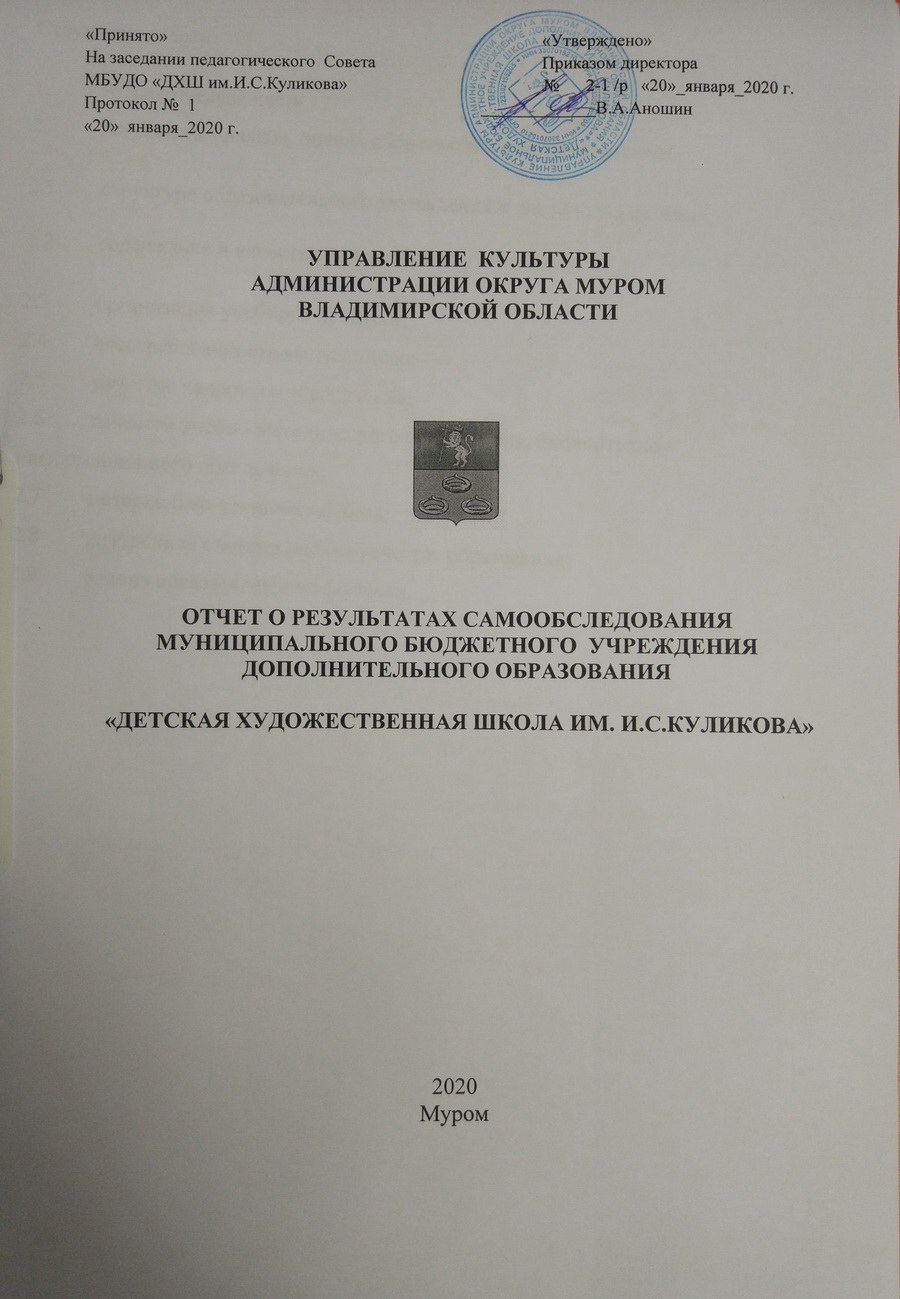 «Принято»
На заседании педагогического Совета
МБУДО «ДХШ им.И.С.Куликова»
Протокол № 1
«20» января_2020 г.
«Утверждено»
Приказом директора
№ 2-1 /р «20»_января_2020 г.
_____________В.А.Аношин
УПРАВЛЕНИЕ КУЛЬТУРЫ
АДМИНИСТРАЦИИ ОКРУГА МУРОМ
ВЛАДИМИРСКОЙ ОБЛАСТИ
ОТЧЕТ О РЕЗУЛЬТАТАХ САМООБСЛЕДОВАНИЯ
МУНИЦИПАЛЬНОГО БЮДЖЕТНОГО УЧРЕЖДЕНИЯ
ДОПОЛНИТЕЛЬНОГО ОБРАЗОВАНИЯ
«ДЕТСКАЯ ХУДОЖЕСТВЕННАЯ ШКОЛА ИМ. И.С.КУЛИКОВА»
2020
Муром